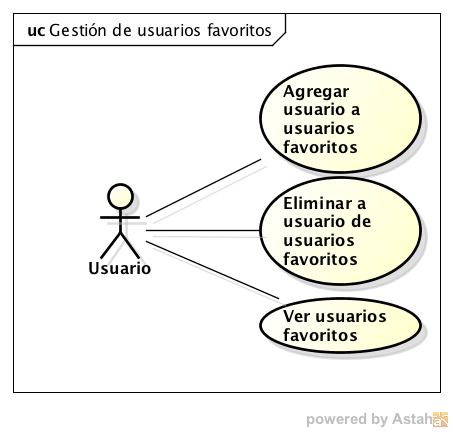 uc Gestión de usuarios favoritos
Agregar
usuario a
usuarios
favoritos
Eliminar a
usuario de
usuarios
favoritos
Usuario
Ver usuarios
favoritos
powered by Astah